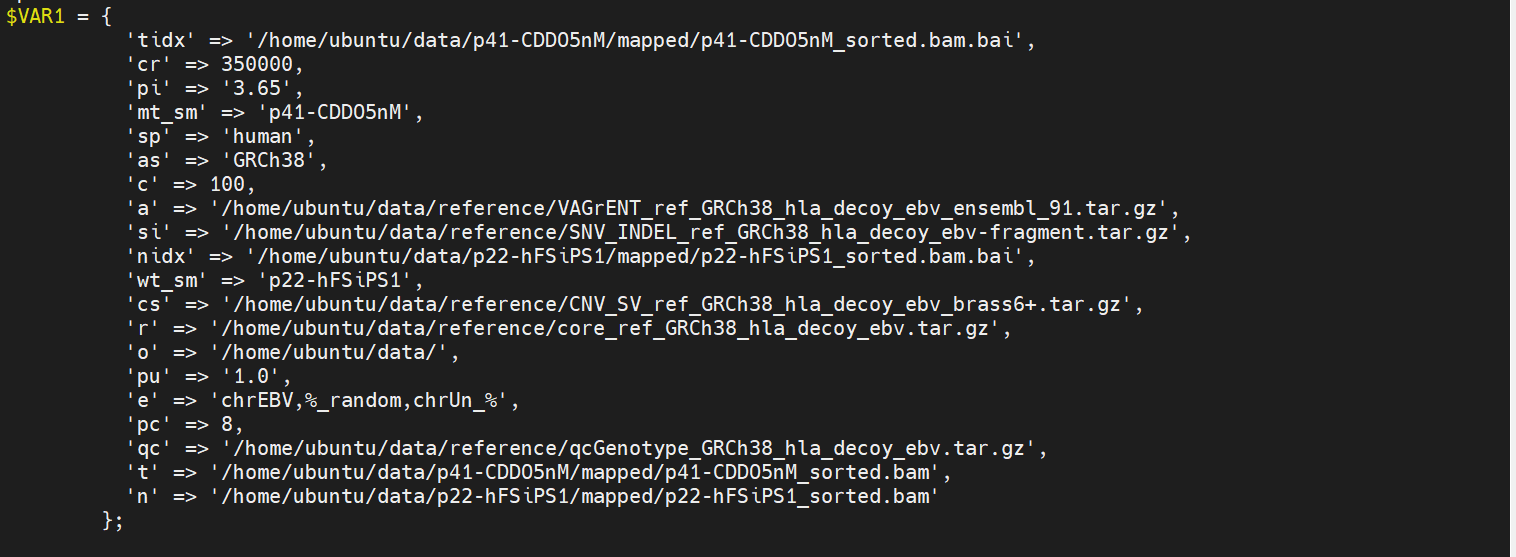 $VAR1 = {
'tidx' => '/home/ubuntu/data/p41-CDDO5nM/mapped/p41-CDDO5nM_sorted.bam.bai',
'cr' => 350000,
'pi' => '3.65',
'mt_sm' => 'p41-CDDO5nM',
'sp' => 'human',
'as' => 'GRCh38',
'c' => 100,
'a' => '/home/ubuntu/data/reference/VAGrENT_ref_GRCh38_hla_decoy_ebv_ensembl_91.tar.gz',
'si' => '/home/ubuntu/data/reference/SNV_INDEL_ref_GRCh38_hla_decoy_ebv-fragment.tar.gz',
'nidx' => '/home/ubuntu/data/p22-hFSiPS1/mapped/p22-hFSiPS1_sorted.bam.bai',
'wt_sm' => 'p22-hFSiPS1',
'cs' => '/home/ubuntu/data/reference/CNV_SV_ref_GRCh38_hla_decoy_ebv_brass6+.tar.gz',
'r' => '/home/ubuntu/data/reference/core_ref_GRCh38_hla_decoy_ebv.tar.gz',
'o' => '/home/ubuntu/data/',
'pu' => '1.0',
'e' => 'chrEBV,%_random,chrUn_%',
'pc' => 8,
'qc' => '/home/ubuntu/data/reference/qcGenotype_GRCh38_hla_decoy_ebv.tar.gz',
't' => '/home/ubuntu/data/p41-CDDO5nM/mapped/p41-CDDO5nM_sorted.bam',
'n' => '/home/ubuntu/data/p22-hFSiPS1/mapped/p22-hFSiPS1_sorted.bam'
};